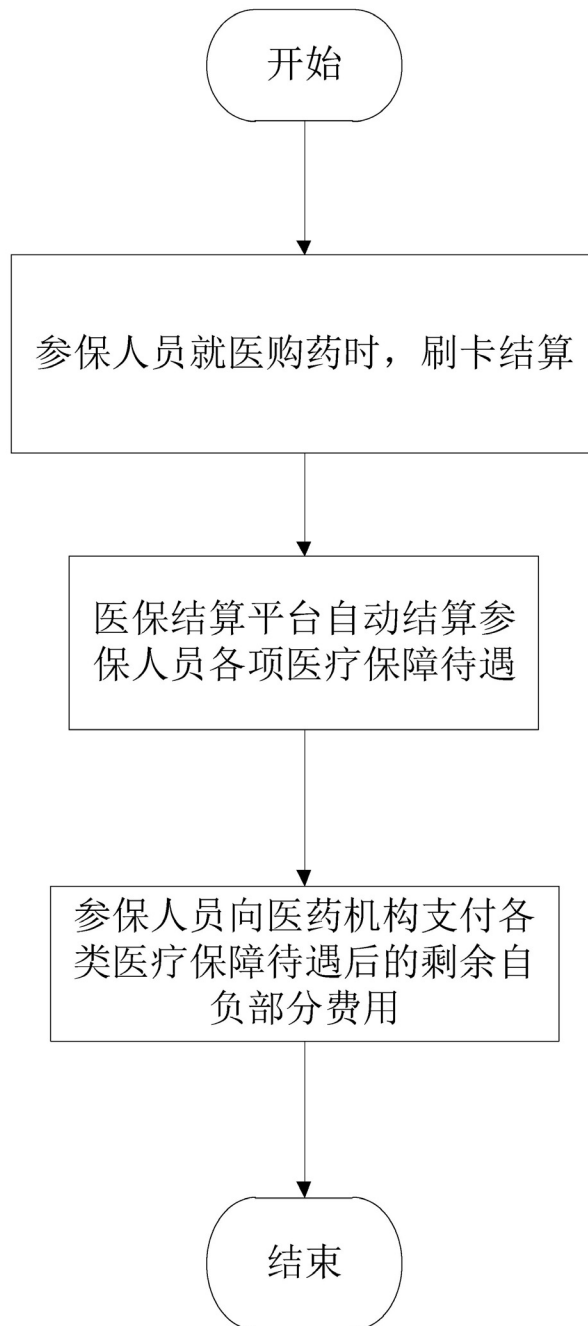 开始
参保人员就医购药时，刷卡结算
医保结算平台自动结算参
保人员各项医疗保障待遇
参保人员向医药机构支付各
类医疗保障待遇后的剩余自
负部分费用
结束